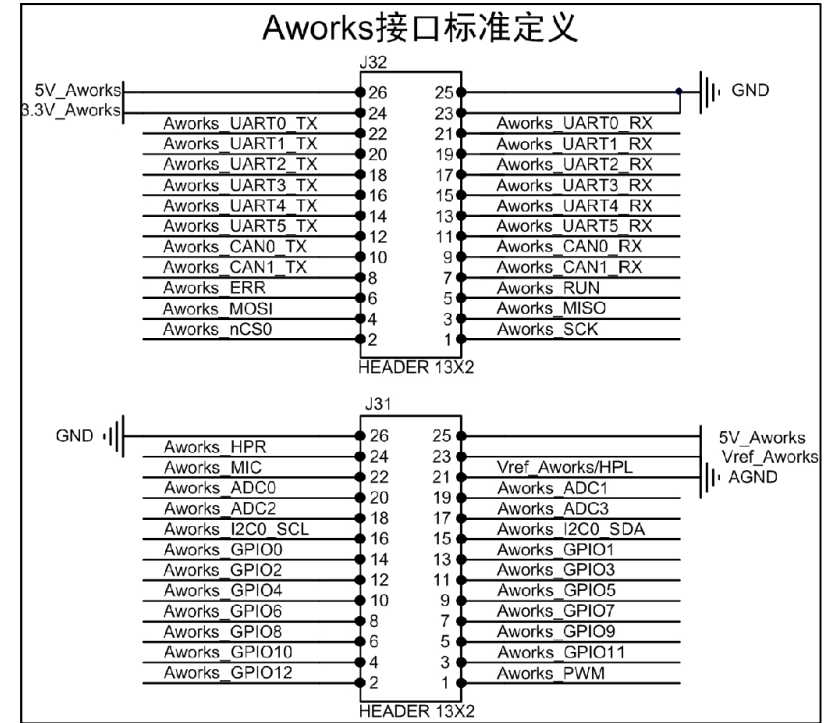 Aworks接口标准定义
J32
5V_Aworks 26 25 GND
3.3V_Aworks 24 23
Aworks_UART0_TX 22 21 Aworks_UART0_RX
Aworks_UART1_TX 20 19 Aworks_UART1_RX
Aworks_UART2_TX 18 17 Aworks_UART2_RX
Aworks_UART3_TX 16 15 Aworks_UART3_RX
Aworks_UART4_TX 14 13 Aworks_UART4_RX
Aworks_UART5_TX 12 11 Aworks_UART5_RX
Aworks_CAN0_TX 10 9 Aworks_CAN0_RX
Aworks_CAN1_TX 8 7 Aworks_CAN1_RX
Aworks_ERR 6 5 Aworks_RUN
Aworks_MOSI 4 3 Aworks_MISO
Aworks_nCS0 2 1 Aworks_SCK
HEADER 13X2
J31
GND 26 25 5V_Aworks
Aworks_HPR 24 23 Vref_Aworks
Aworks_MIC 22 21 Vref_Aworks/HPL AGND
Aworks_ADC0 20 19 Aworks_ADC1
Aworks_ADC2 18 17 Aworks_ADC3
Aworks_I2C0_SCL 16 15 Aworks_I2C0_SDA
Aworks_GPIO0 14 13 Aworks_GPIO1
Aworks_GPIO2 12 11 Aworks_GPIO3
Aworks_GPIO4 10 9 Aworks_GPIO5
Aworks_GPIO6 8 7 Aworks_GPIO7
Aworks_GPIO8 6 5 Aworks_GPIO9
Aworks_GPIO10 4 3 Aworks_GPIO11
Aworks_GPIO12 2 1 Aworks_PWM
HEADER 13X2